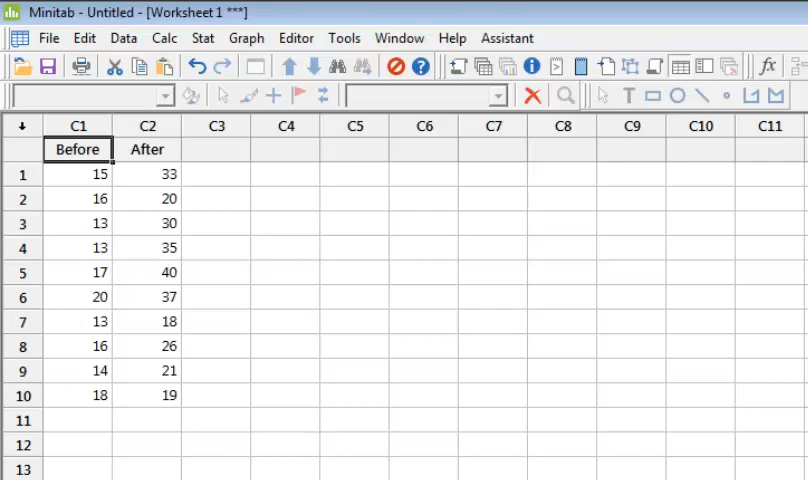 Minitab - Untitled - [Worksheet 1 ***]
File Edit Data Calc Stat Graph Editor Tools Window Help Assistant
fx
T
C1 C2 C3 C4 C5 C6 C7 C8 C9 C10 C11
Before After
1 15 33
2 16 20
3 13 30
4 13 35
5 17 40
6 20 37
7 13 18
8 16 26
9 14 21
10 18 19
11
12
13